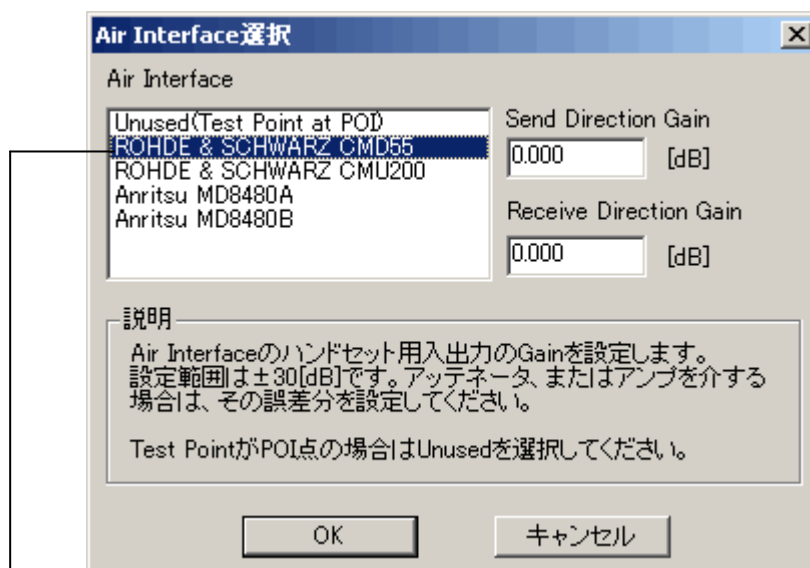 Air Interface選択
Air Interface
Unused(Test Point at POI)
ROHDE & SCHWARZ CMD55
ROHDE & SCHWARZ CMU200
Anritsu MD8480A
Anritsu MD8480B
Send Direction Gain
0.000 [dB]
Receive Direction Gain
0.000 [dB]
説明
Air Interfaceのハンドセット用入出力のGainを設定します。
設定範囲は±30[dB]です。アッテネータ、またはアンプを介する
場合は、その誤差分を設定してください。
Test PointがPOI点の場合はUnusedを選択してください。
OK
キャンセル